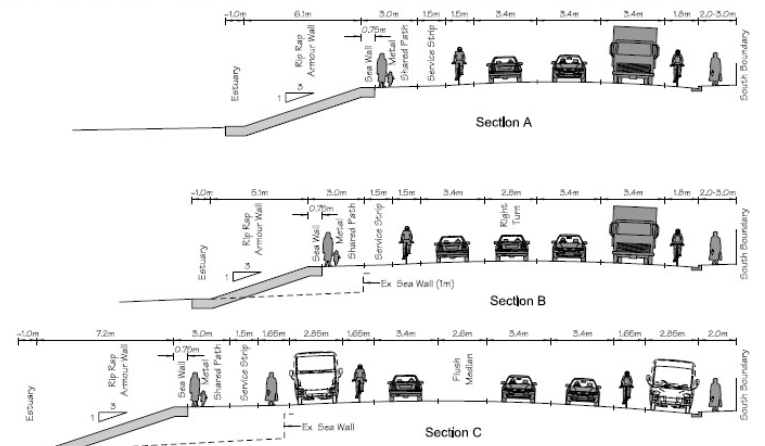 ~1.0m 6.1m 3.0m 1.5m 1.5m 3.4m 3.4m 3.4m 1.8m 2.0-3.0m
0.75m
Estuary
Rip Rap
Armour Wall
Sea Wall
Metal
Shared Path
Service Strip
South Boundary
1 3
Section A
~1.0m 5.1m 3.0m 1.5m 1.5m 3.4m 2.8m 3.4m 3.4m 1.8m 2.0-3.0m
0.75m
Estuary
Rip Rap
Armour Wall
Sea Wall
Metal
Shared Path
Service Strip
Right
Turn
South Boundary
1 3
Ex Sea Wall (1m)
Section B
~1.0m 7.2m 3.0m 1.5m 1.65m 2.85m 1.65m 3.4m 2.6m 3.4m 3.4m 1.65m 2.85m 2.0m
0.75m
Estuary
Rip Rap
Armour Wall
Sea Wall
Metal
Shared Path
Service Strip
Flush
Median
South Boundary
1 3
Ex Sea Wall
Section C